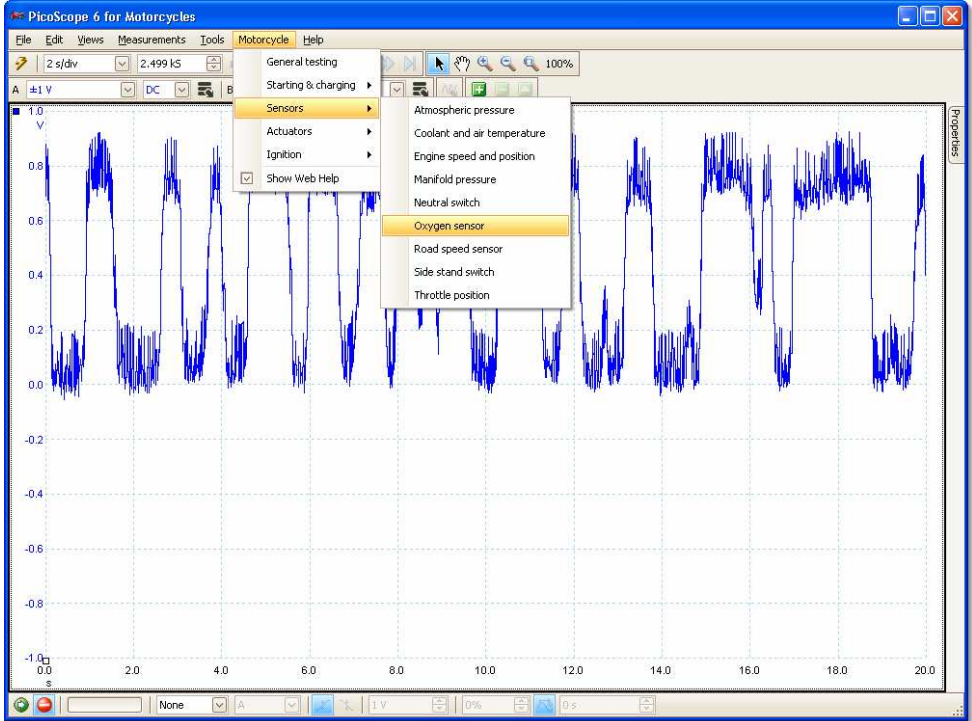 PicoScope 6 for Motorcycles
File Edit Views Measurements Tools Motorcycle Help
2 s/div 2.499 kS 100%
A ±1 V DC B
General testing
Starting & charging
Sensors
Actuators
Ignition
Show Web Help
Atmospheric pressure
Coolant and air temperature
Engine speed and position
Manifold pressure
Neutral switch
Oxygen sensor
Road speed sensor
Side stand switch
Throttle position
Properties
1.0
V
0.8
0.6
0.4
0.2
0.0
-0.2
-0.4
-0.6
-0.8
-1.0
0.0 2.0 4.0 6.0 8.0 10.0 12.0 14.0 16.0 18.0 20.0
s
None A 1 V 0% 0 s